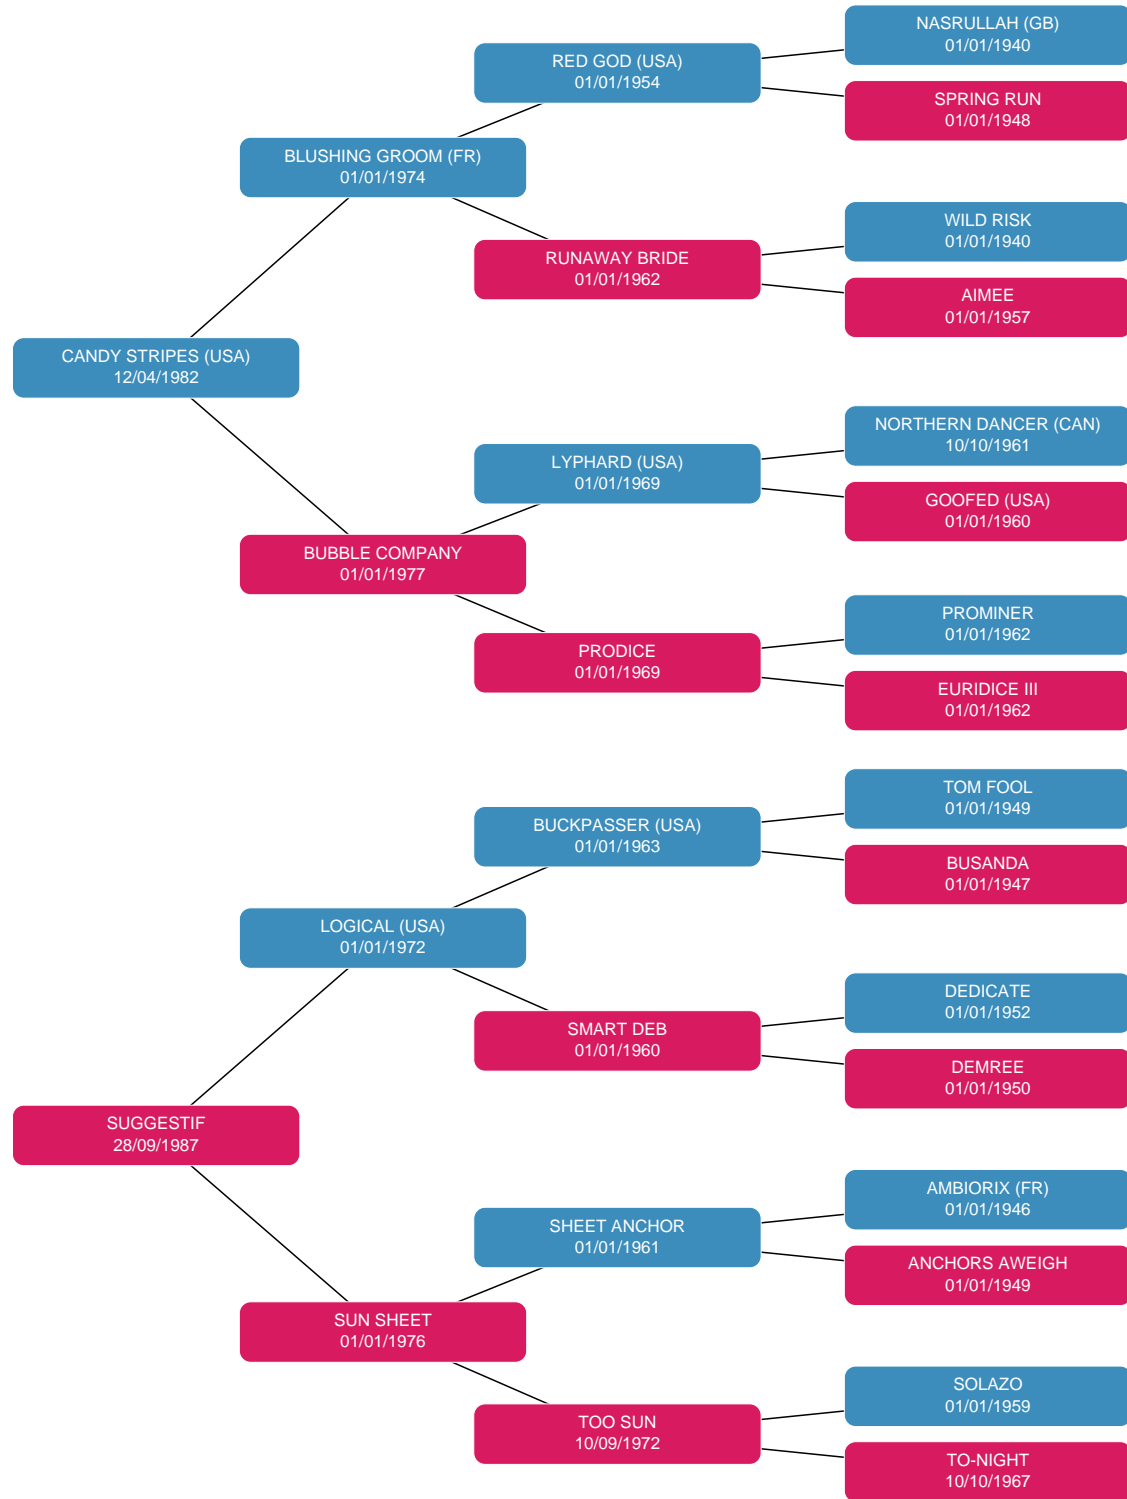 NASRULLAH (GB)
01/01/1940
RED GOD (USA)
01/01/1954
SPRING RUN
01/01/1948
BLUSHING GROOM (FR)
01/01/1974
WILD RISK
01/01/1940
RUNAWAY BRIDE
01/01/1962
AIMEE
01/01/1957
CANDY STRIPES (USA)
12/04/1982
NORTHERN DANCER (CAN)
10/10/1961
LYPHARD (USA)
01/01/1969
GOOFED (USA)
01/01/1960
BUBBLE COMPANY
01/01/1977
PROMINER
01/01/1962
PRODICE
01/01/1969
EURIDICE III
01/01/1962
TOM FOOL
01/01/1949
BUCKPASSER (USA)
01/01/1963
BUSANDA
01/01/1947
LOGICAL (USA)
01/01/1972
DEDICATE
01/01/1952
SMART DEB
01/01/1960
DEMREE
01/01/1950
SUGGESTIF
28/09/1987
AMBIORIX (FR)
01/01/1946
SHEET ANCHOR
01/01/1961
ANCHORS AWEIGH
01/01/1949
SUN SHEET
01/01/1976
SOLAZO
01/01/1959
TOO SUN
10/09/1972
TO-NIGHT
10/10/1967